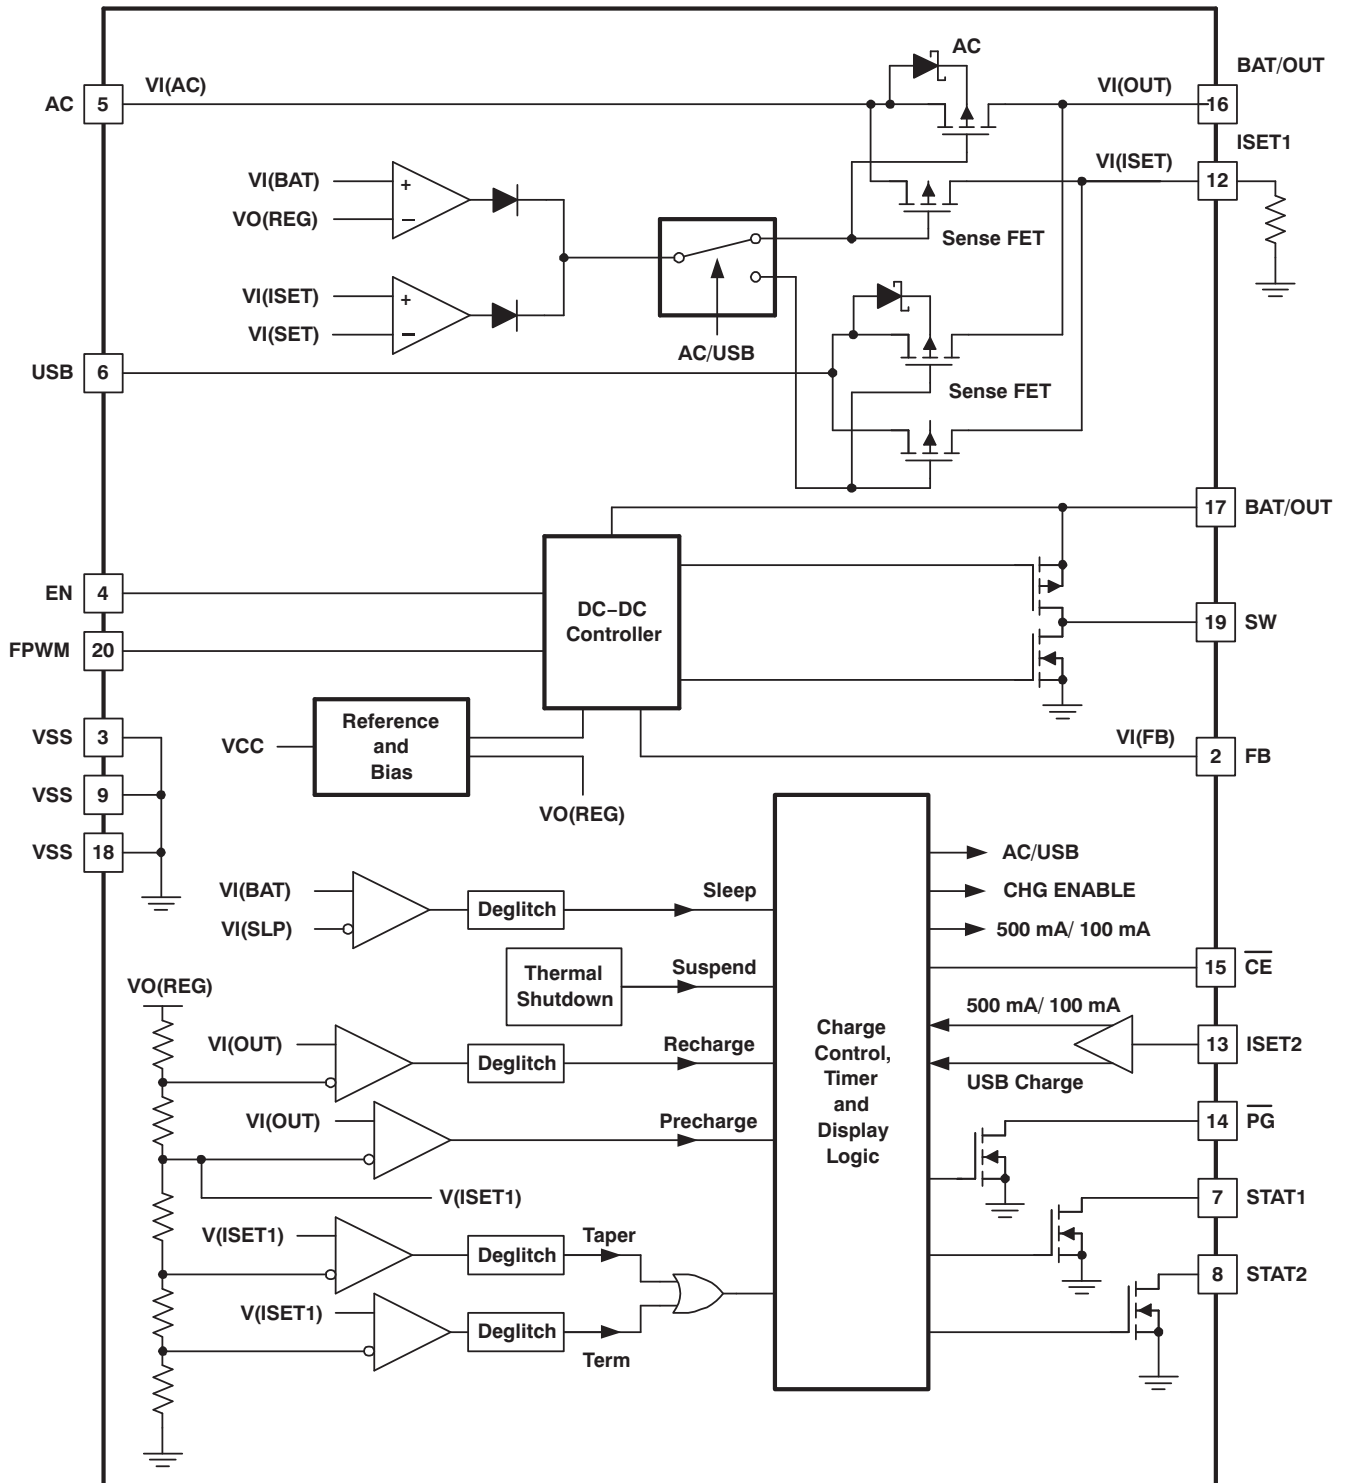 AC
BAT/OUT
VI(AC)
VI(OUT)
AC 5
16
ISET1
VI(ISET)
VI(BAT)
+
12
VO(REG)
−
Sense FET
VI(ISET)
+
VI(SET)
−
AC/USB
USB 6
Sense FET
17 BAT/OUT
EN 4
DC−DC
Controller
19 SW
FPWM 20
VSS 3
Reference
and
Bias
VCC
VI(FB)
2 FB
VSS 9
VO(REG)
VSS 18
AC/USB
VI(BAT)
Sleep
CHG ENABLE
Deglitch
VI(SLP)
500 mA/ 100 mA
Thermal
Shutdown
Suspend
15 CE
VO(REG)
500 mA/ 100 mA
Charge
Control,
Timer
and
Display
Logic
VI(OUT)
Recharge
13 ISET2
Deglitch
USB Charge
VI(OUT)
Precharge
14 PG
V(ISET1)
7 STAT1
V(ISET1)
Taper
Deglitch
8 STAT2
V(ISET1)
Deglitch
Term